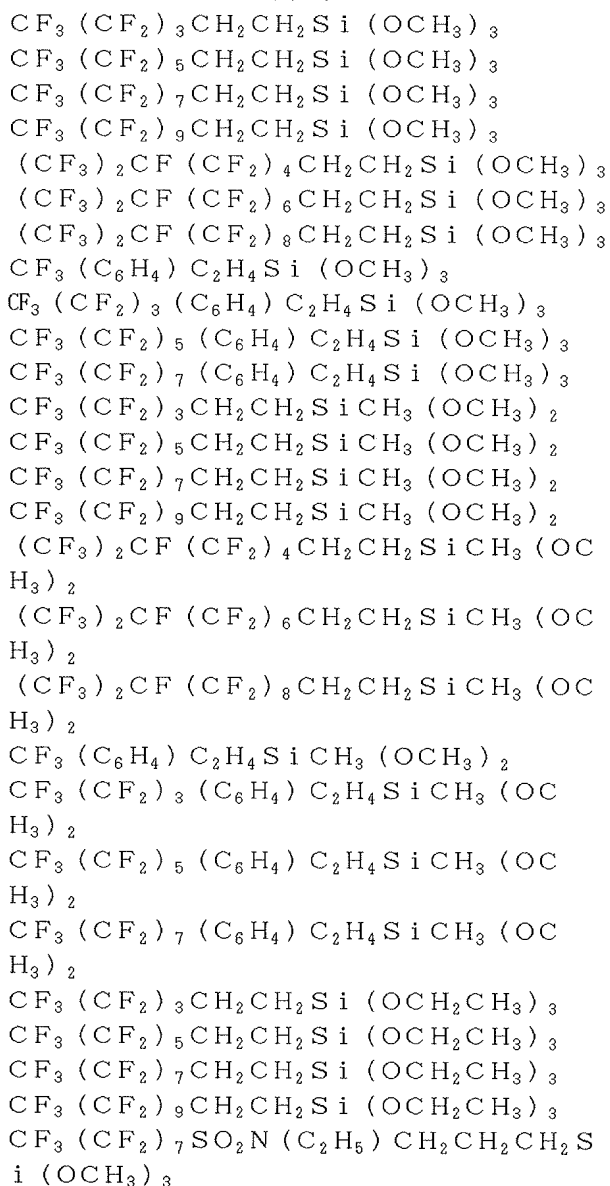 CF₃(CF₂)₃CH₂CH₂Si(OCH₃)₃
CF₃(CF₂)₅CH₂CH₂Si(OCH₃)₃
CF₃(CF₂)₇CH₂CH₂Si(OCH₃)₃
CF₃(CF₂)₉CH₂CH₂Si(OCH₃)₃
(CF₃)₂CF(CF₂)₄CH₂CH₂Si(OCH₃)₃
(CF₃)₂CF(CF₂)₆CH₂CH₂Si(OCH₃)₃
(CF₃)₂CF(CF₂)₈CH₂CH₂Si(OCH₃)₃
CF₃(C₆H₄)C₂H₄Si(OCH₃)₃
CF₃(CF₂)₃(C₆H₄)C₂H₄Si(OCH₃)₃
CF₃(CF₂)₅(C₆H₄)C₂H₄Si(OCH₃)₃
CF₃(CF₂)₇(C₆H₄)C₂H₄Si(OCH₃)₃
CF₃(CF₂)₃CH₂CH₂SiCH₃(OCH₃)₂
CF₃(CF₂)₅CH₂CH₂SiCH₃(OCH₃)₂
CF₃(CF₂)₇CH₂CH₂SiCH₃(OCH₃)₂
CF₃(CF₂)₉CH₂CH₂SiCH₃(OCH₃)₂
(CF₃)₂CF(CF₂)₄CH₂CH₂SiCH₃(OC
H₃)₂
(CF₃)₂CF(CF₂)₆CH₂CH₂SiCH₃(OC
H₃)₂
(CF₃)₂CF(CF₂)₈CH₂CH₂SiCH₃(OC
H₃)₂
CF₃(C₆H₄)C₂H₄SiCH₃(OCH₃)₂
CF₃(CF₂)₃(C₆H₄)C₂H₄SiCH₃(OC
H₃)₂
CF₃(CF₂)₅(C₆H₄)C₂H₄SiCH₃(OC
H₃)₂
CF₃(CF₂)₇(C₆H₄)C₂H₄SiCH₃(OC
H₃)₂
CF₃(CF₂)₃CH₂CH₂Si(OCH₂CH₃)₃
CF₃(CF₂)₅CH₂CH₂Si(OCH₂CH₃)₃
CF₃(CF₂)₇CH₂CH₂Si(OCH₂CH₃)₃
CF₃(CF₂)₉CH₂CH₂Si(OCH₂CH₃)₃
CF₃(CF₂)₇SO₂N(C₂H₅)CH₂CH₂CH₂S
i(OCH₃)₃